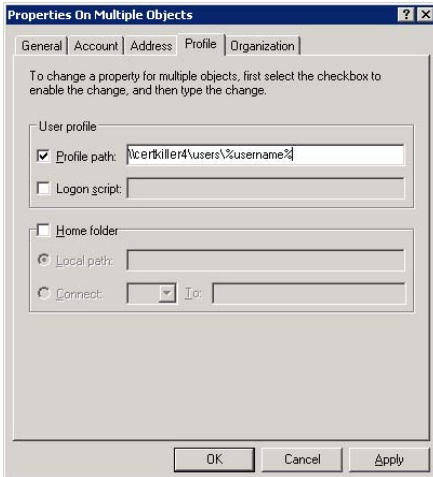 Properties On Multiple Objects
General Account Address Profile Organization
To change a property for multiple objects, first select the checkbox to
enable the change, and then type the change.
User profile
Profile path: \\certkiller4\users\%username%
Logon script:
Home folder
Local path:
Connect: To:
OK Cancel Apply